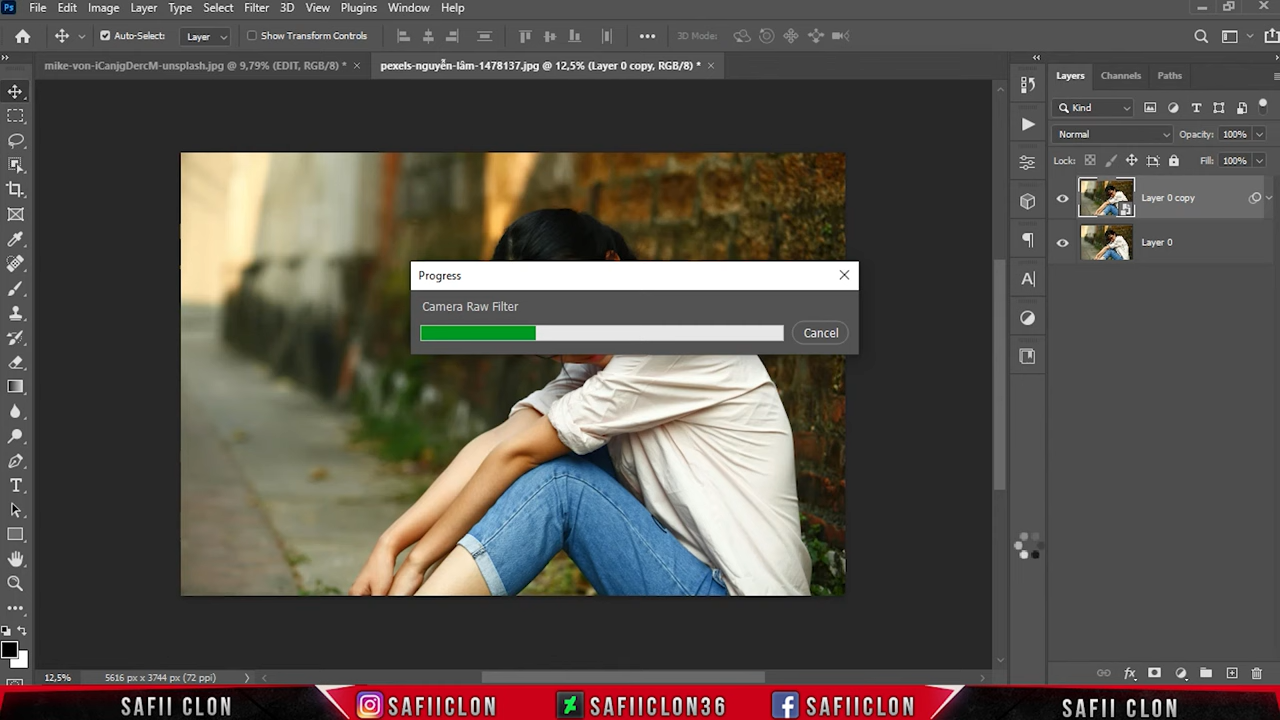 Ps File Edit Image Layer Type Select Filter 3D View Plugins Window Help
Auto-Select: Layer Show Transform Controls 3D Mode:
mike-von-iCanjgDercM-unsplash.jpg @ 9,79% (EDIT, RGB/8) * pexels-nguyễn-lâm-1478137.jpg @ 12,5% (Layer 0 copy, RGB/8) *
Layers Channels Paths
Kind
Normal Opacity: 100%
Lock: Fill: 100%
Layer 0 copy
Layer 0
Progress
Camera Raw Filter
Cancel
12,5% 5616 px x 3744 px (72 ppi)
SAFII CLON SAFIICLON SAFIICLON36 SAFIICLON SAFII CLON